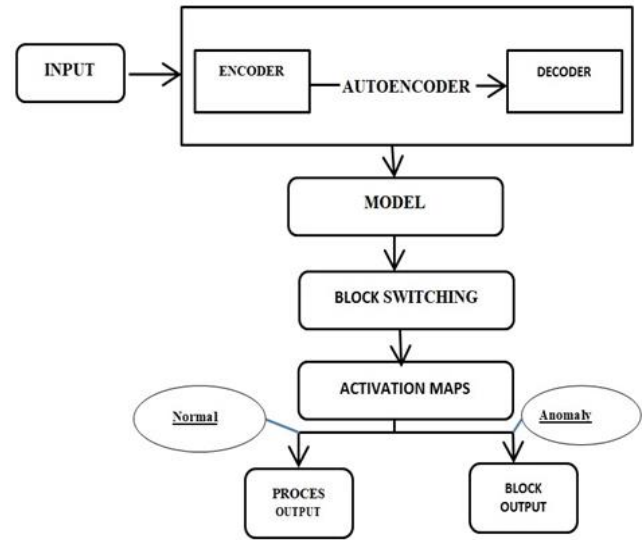 INPUT
ENCODER
AUTOENCODER
DECODER
MODEL
BLOCK SWITCHING
ACTIVATION MAPS
Normal
Anomaly
PROCES
OUTPUT
BLOCK
OUTPUT